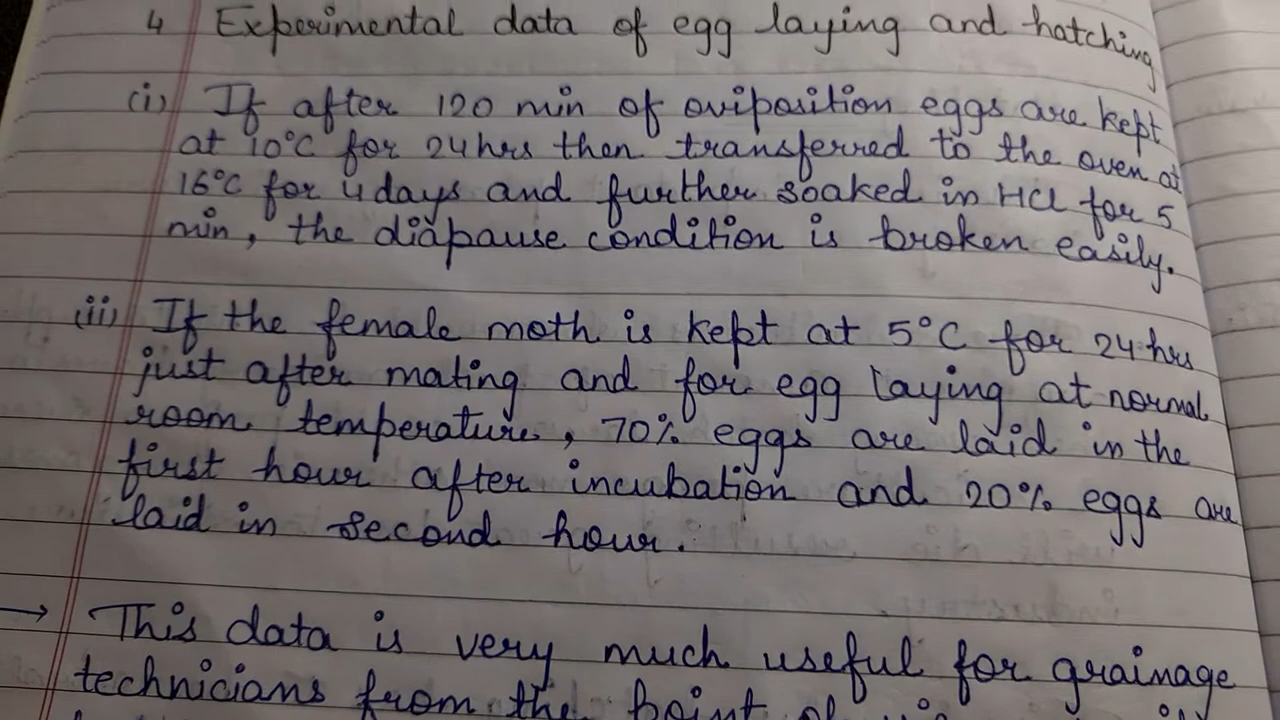 4 Experimental data of egg laying and hatching
(i) If after 120 min of oviposition eggs are kept
at 10°C for 24hrs then transferred to the oven at
16°C for 4 days and further soaked in HCl for 5
min, the diapause condition is broken easily.
(ii) If the female moth is kept at 5°C for 24 hrs
just after mating and for egg laying at normal
room temperature, 70% eggs are laid in the
first hour after incubation and 20% eggs are
laid in second hour.
→ This data is very much useful for grainage
technicians from the point of